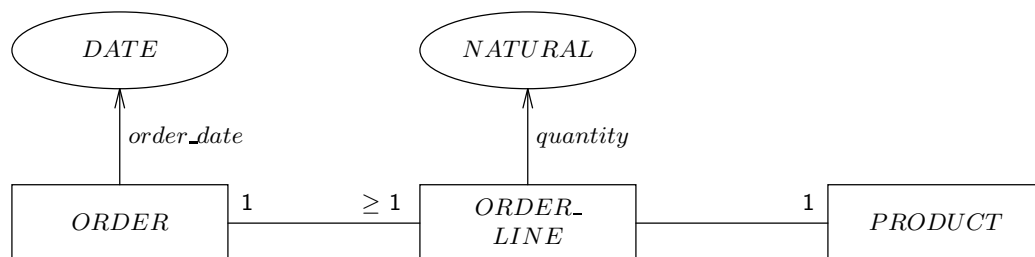 DATE
NATURAL
order_date
quantity
1
≥ 1
1
ORDER
ORDER_
LINE
PRODUCT